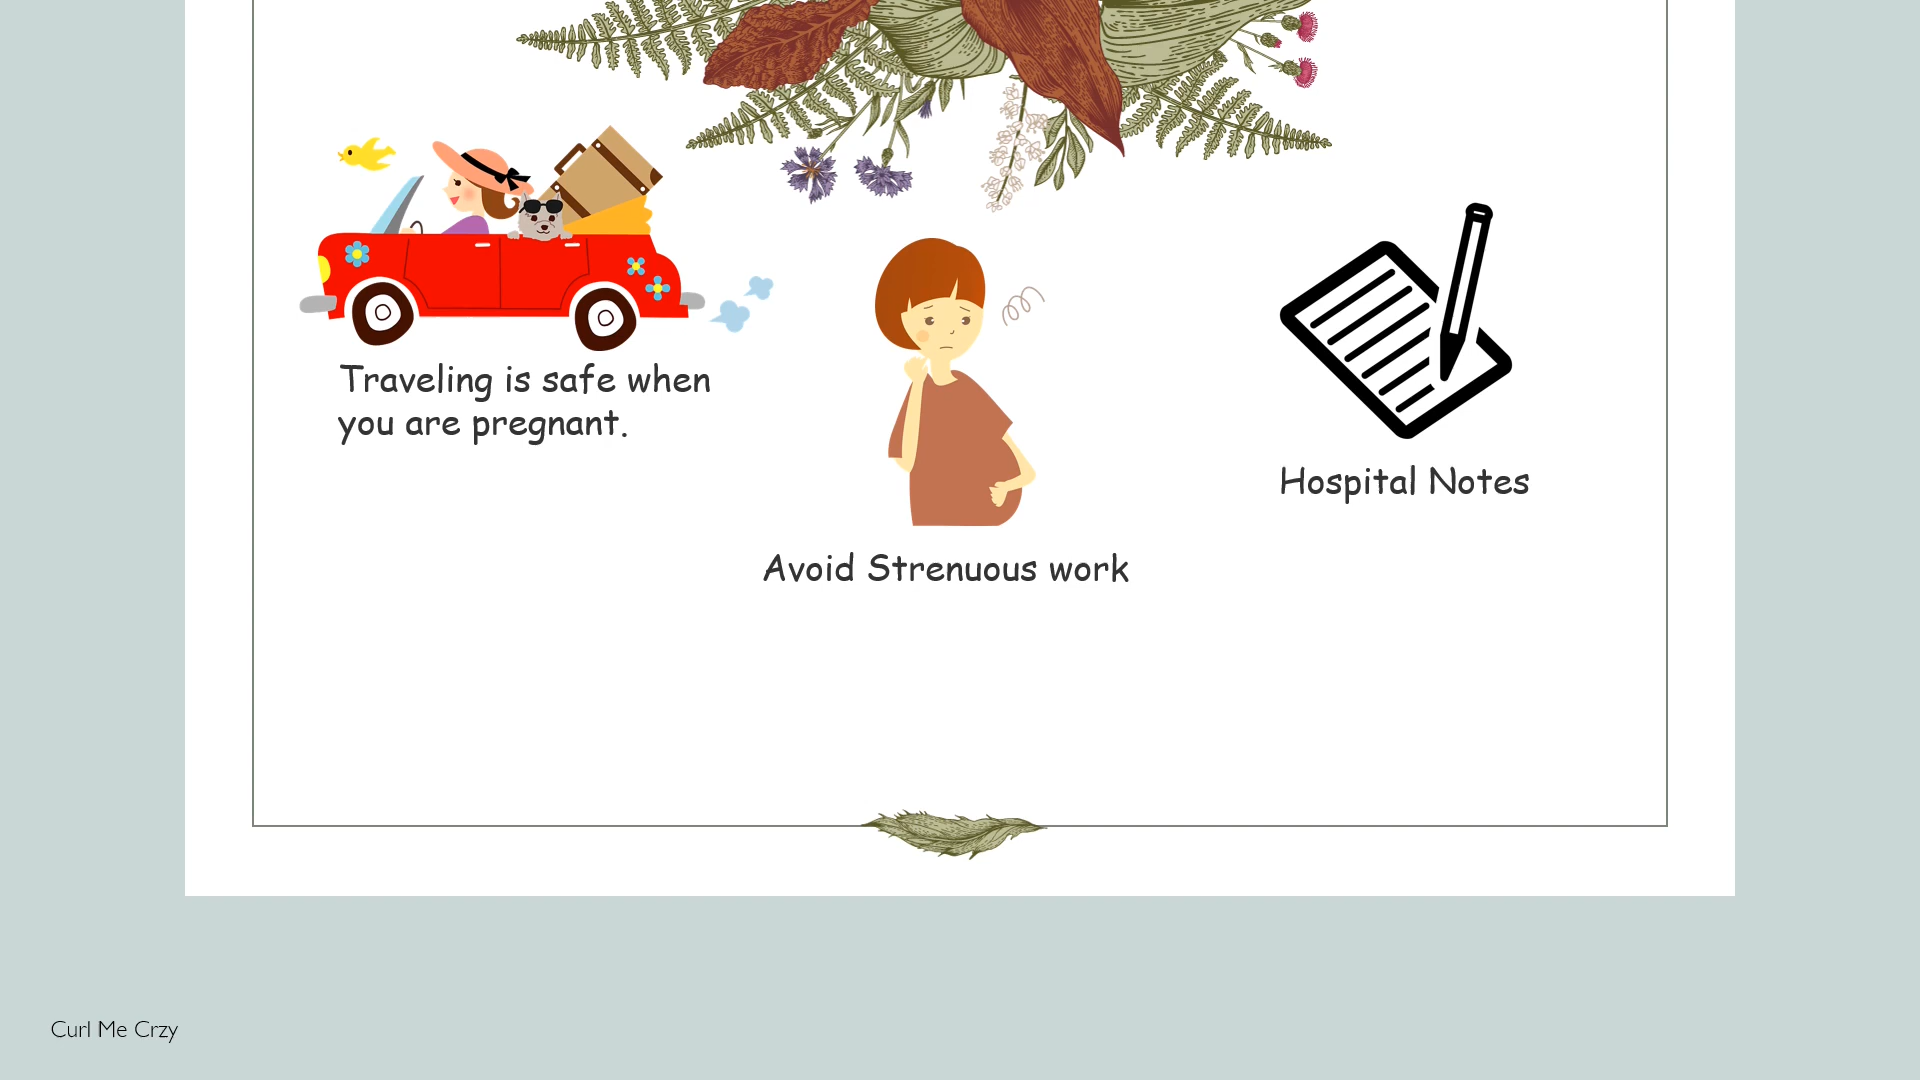 Traveling is safe when
you are pregnant.
Avoid Strenuous work
Hospital Notes
Curl Me Crzy